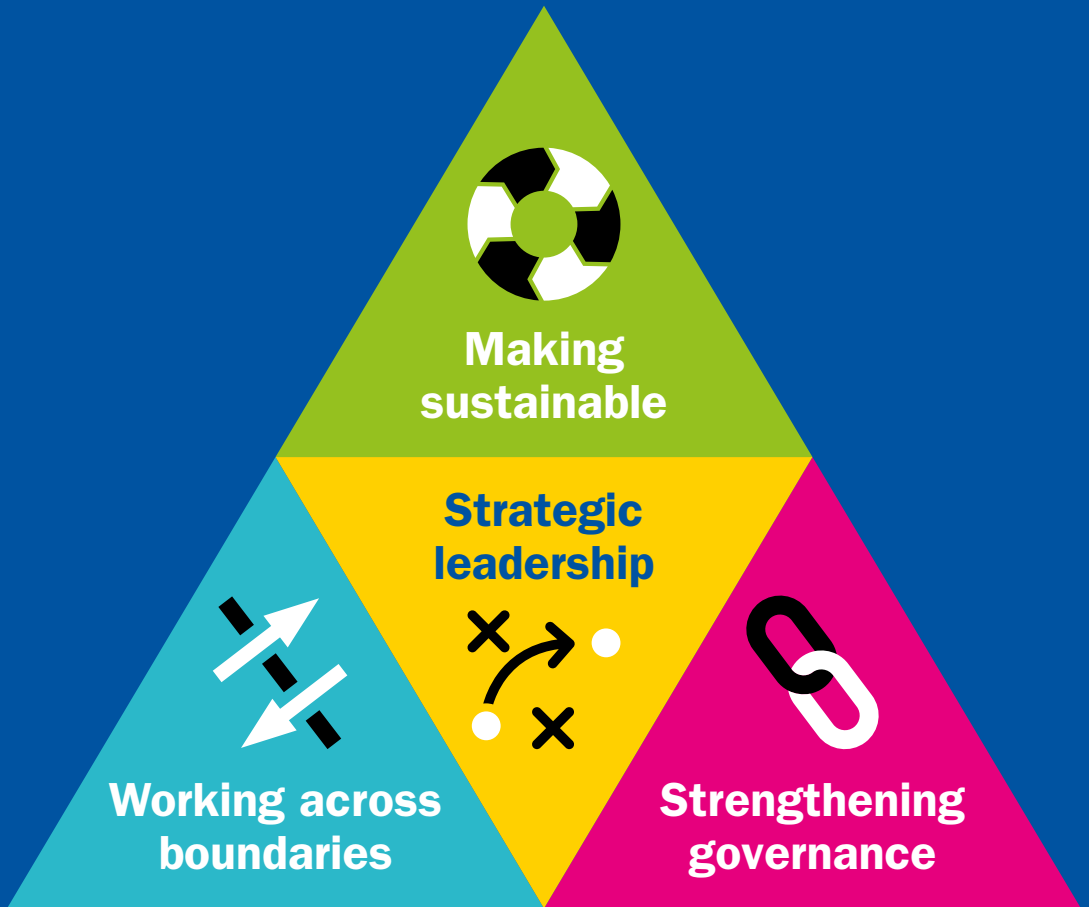 Making
sustainable
Strategic
leadership
Working across
boundaries
Strengthening
governance